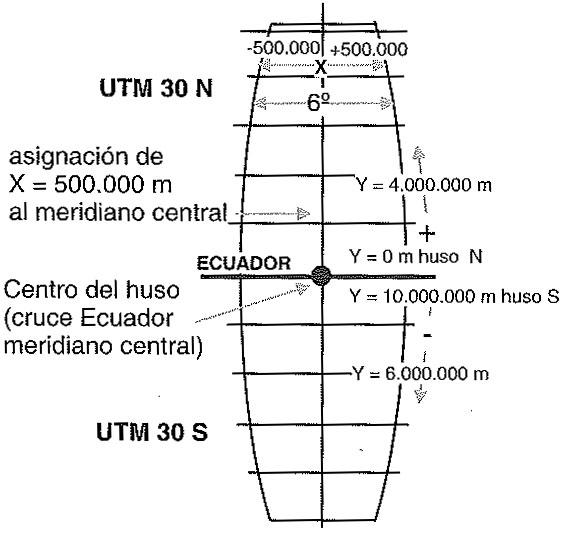 -500.000 +500.000
X
UTM 30 N
6º
asignación de
X = 500.000 m
al meridiano central
Y = 4.000.000 m
+
Y = 0 m huso N
ECUADOR
Y = 10.000.000 m huso S
Centro del huso
(cruce Ecuador
meridiano central)
-
Y = 6.000.000 m
UTM 30 S